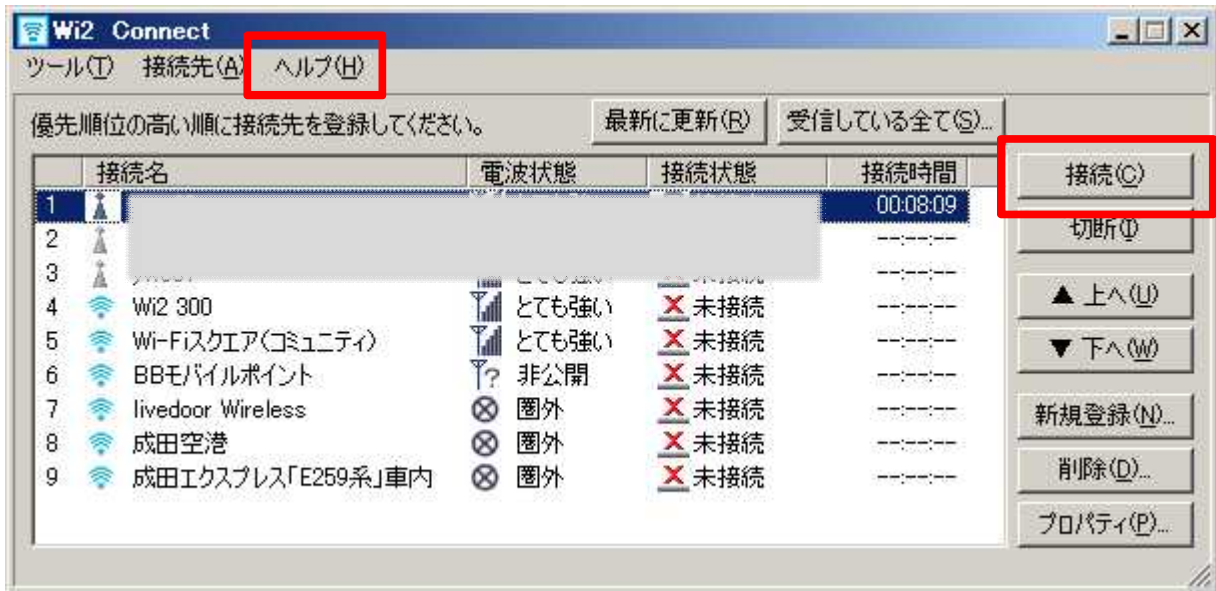 Wi2 Connect
ツール(T) 接続先(A) ヘルプ(H)
優先順位の高い順に接続先を登録してください。 最新に更新(R) 受信している全て(S)...
接続名 電波状態 接続状態 接続時間 接続(C)
1 00:08:09
切断(I)
2 --:--:--
3 --:--:--
4 Wi2 300 とても強い 未接続 --:--:-- ▲ 上へ(U)
5 Wi-Fiスクエア(コミュニティ) とても強い 未接続 --:--:-- ▼ 下へ(W)
6 BBモバイルポイント 非公開 未接続 --:--:--
7 livedoor Wireless 圏外 未接続 --:--:-- 新規登録(N)...
8 成田空港 圏外 未接続 --:--:--
9 成田エクスプレス「E259系」車内 圏外 未接続 --:--:-- 削除(D)...
プロパティ(P)...